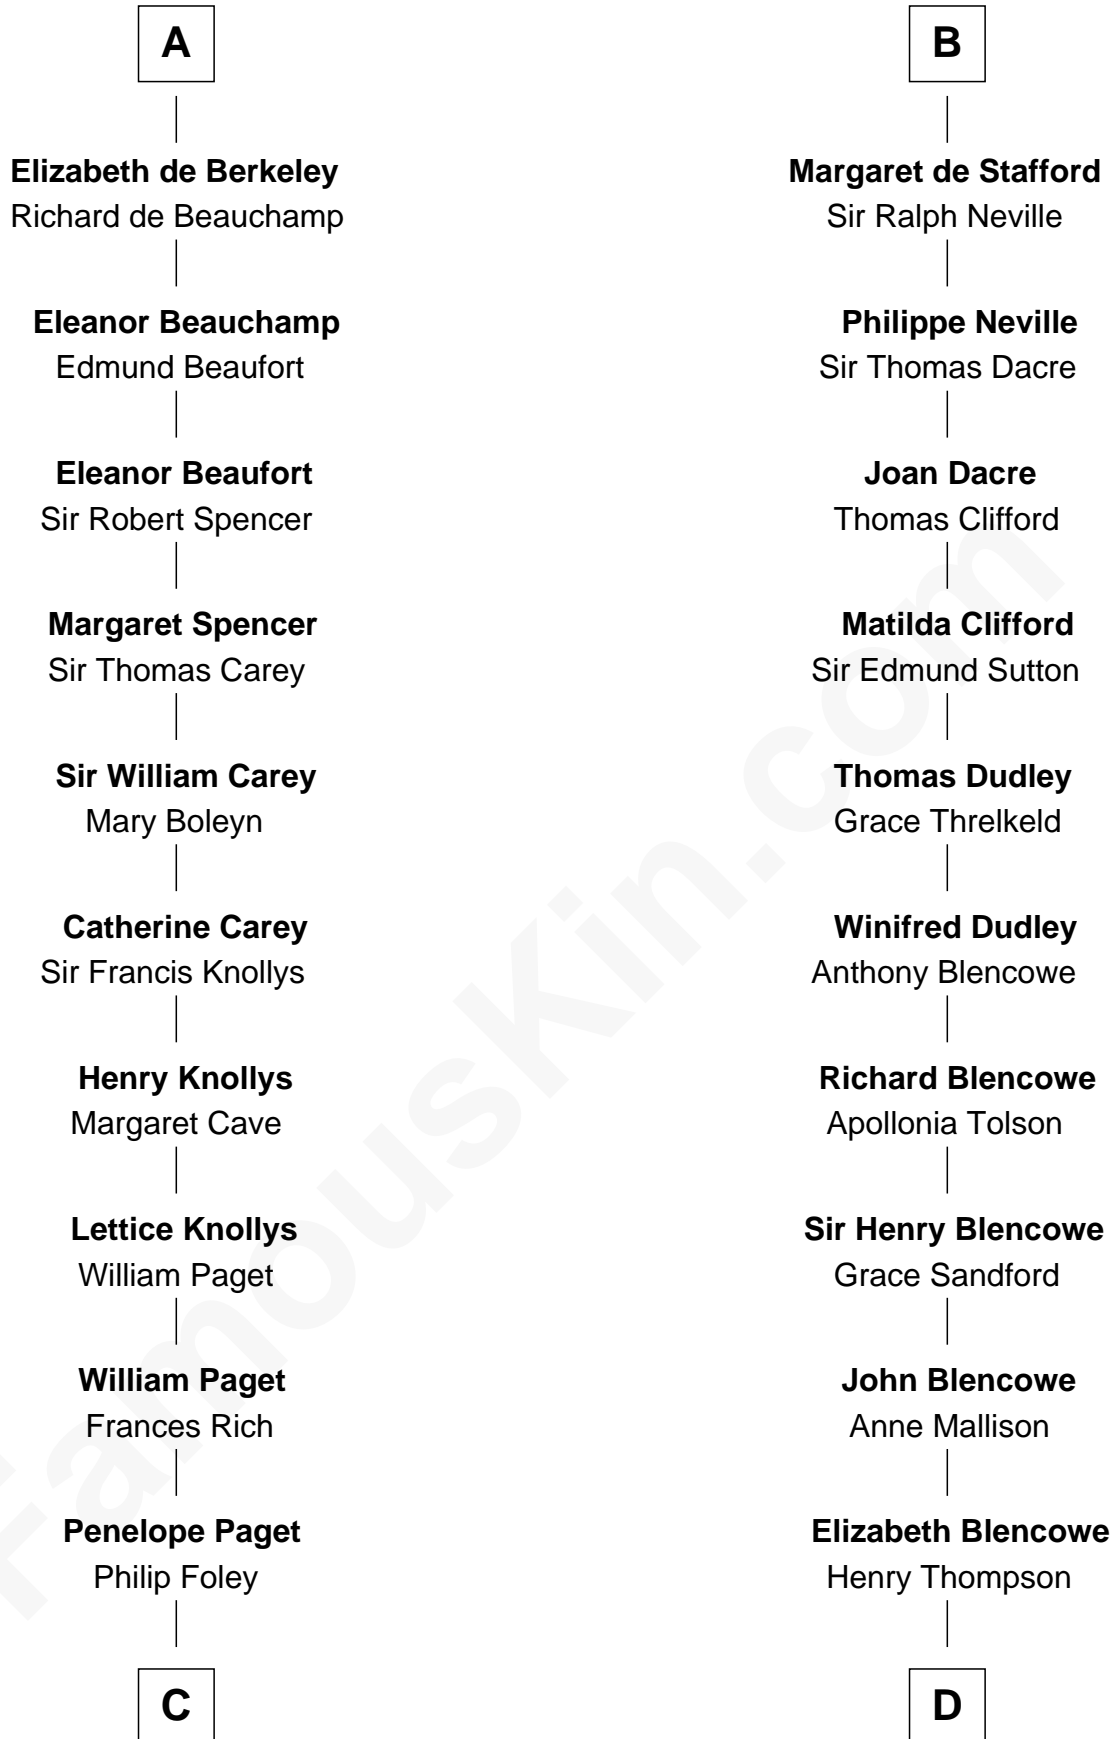 A
Elizabeth de Berkeley
Richard de Beauchamp
Eleanor Beauchamp
Edmund Beaufort
Eleanor Beaufort
Sir Robert Spencer
Margaret Spencer
Sir Thomas Carey
Sir William Carey
Mary Boleyn
Catherine Carey
Sir Francis Knollys
Henry Knollys
Margaret Cave
Lettice Knollys
William Paget
William Paget
Frances Rich
Penelope Paget
Philip Foley
C
B
Margaret de Stafford
Sir Ralph Neville
Philippe Neville
Sir Thomas Dacre
Joan Dacre
Thomas Clifford
Matilda Clifford
Sir Edmund Sutton
Thomas Dudley
Grace Threlkeld
Winifred Dudley
Anthony Blencowe
Richard Blencowe
Apollonia Tolson
Sir Henry Blencowe
Grace Sandford
John Blencowe
Anne Mallison
Elizabeth Blencowe
Henry Thompson
D
FamousKin.com